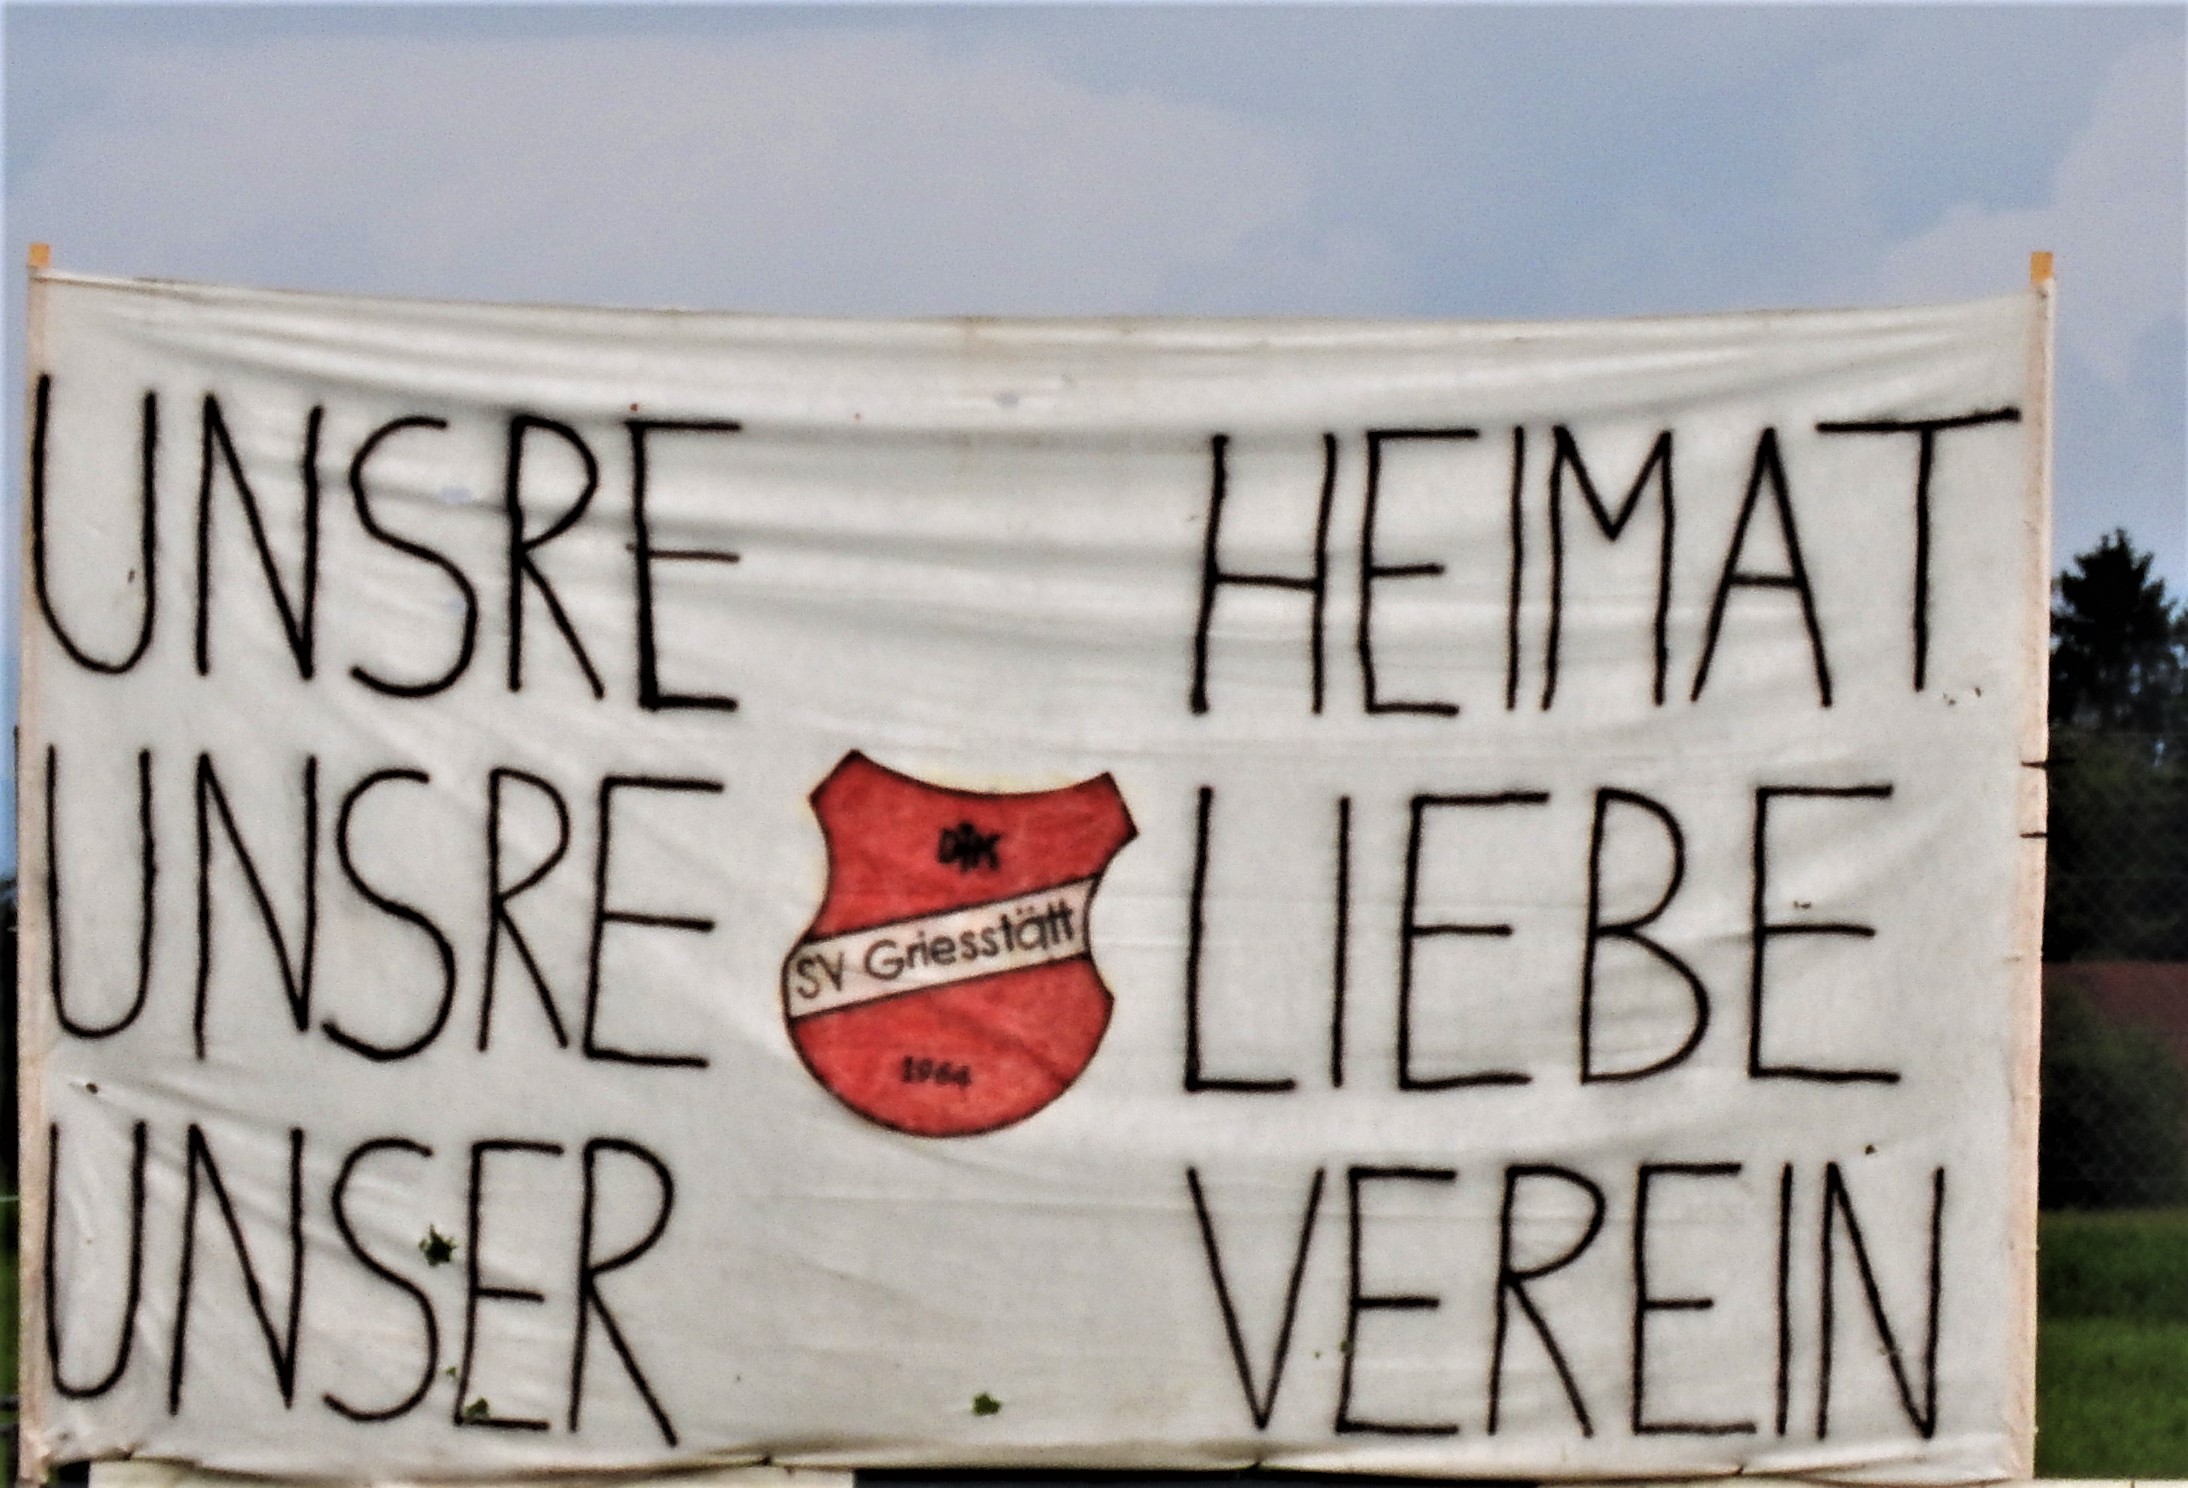 UNSRE HEIMAT
UNSRE LIEBE
DJK
SV Griesstätt
1964
UNSER VEREIN